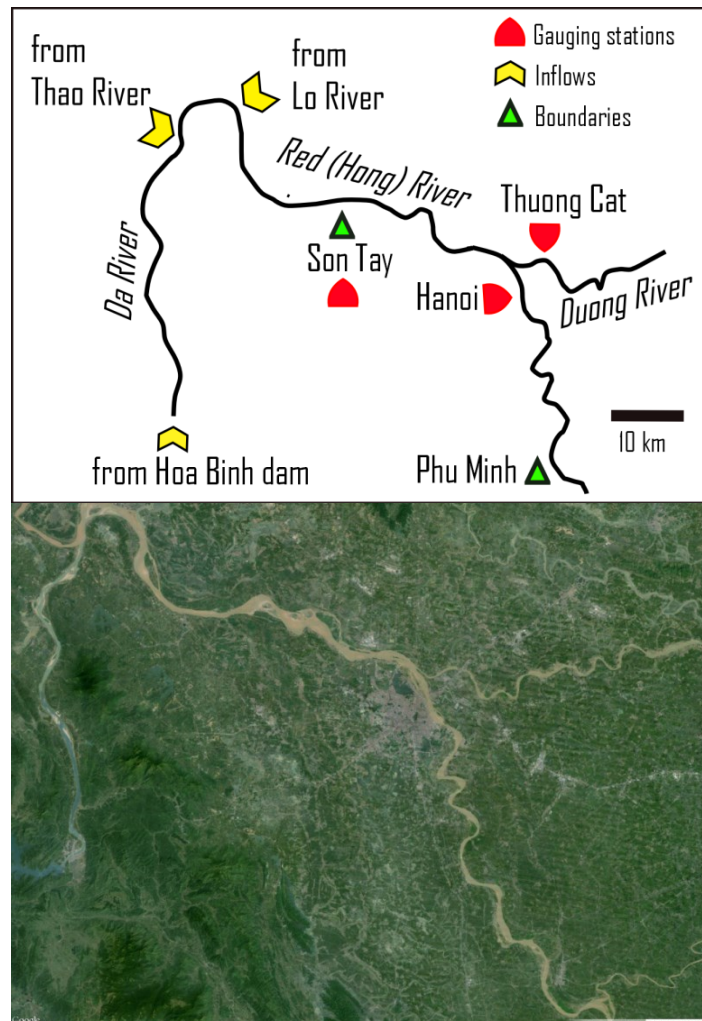 from
Thao River
from
Lo River
Gauging stations
Inflows
Boundaries
Red (Hong) River
Thuong Cat
Da River
Son Tay
Hanoi
Duong River
10 km
from Hoa Binh dam
Phu Minh
Google